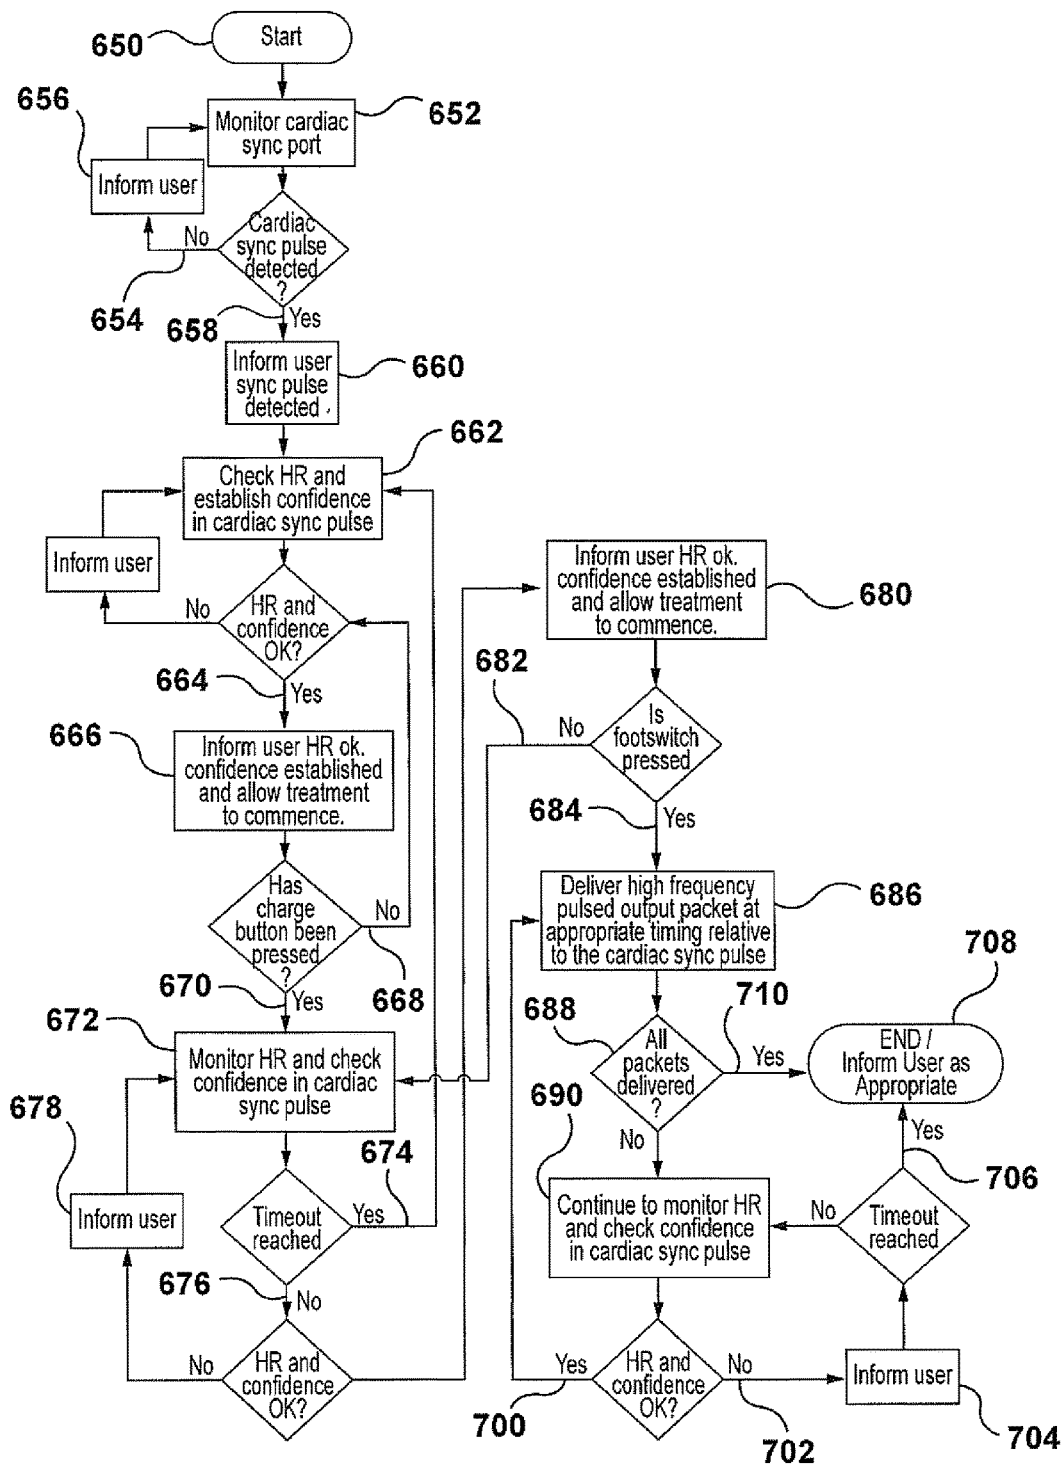 650
Start
656
652
Monitor cardiac
sync port
Inform user
No
Cardiac
sync pulse
detected
?
654
658
Yes
Inform user
sync pulse
detected
660
662
Check HR and
establish confidence
in cardiac sync pulse
Inform user
No
HR and
confidence
OK?
664
Yes
666
Inform user HR ok.
confidence established
and allow treatment
to commence.
Has
charge
button been
pressed
?
No
668
670
Yes
672
Monitor HR and check
confidence in cardiac
sync pulse
678
674
Inform user
Timeout
reached
Yes
676
No
No
HR and
confidence
OK?
Inform user HR ok.
confidence established
and allow treatment
to commence.
680
682
No
Is
footswitch
pressed
684
Yes
Deliver high frequency
pulsed output packet at
appropriate timing relative
to the cardiac sync pulse
686
688
All
packets
delivered
?
710
Yes
708
END /
Inform User as
Appropriate
690
No
Yes
706
Continue to monitor HR
and check confidence
in cardiac sync pulse
No
Timeout
reached
Yes
700
HR and
confidence
OK?
No
702
Inform user
704